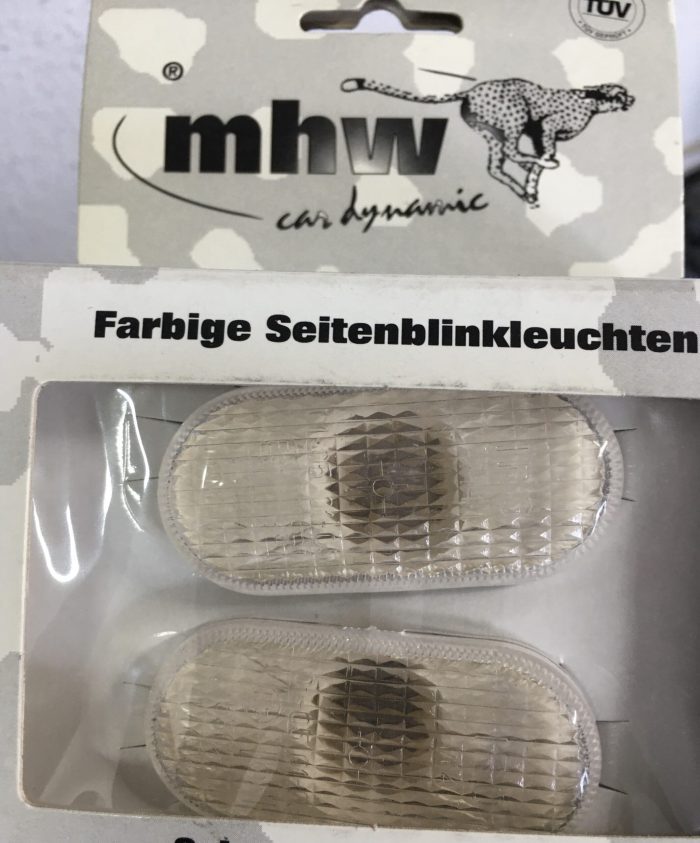 TÜV
®
mhw
car dynamic
Farbige Seitenblinkleuchten